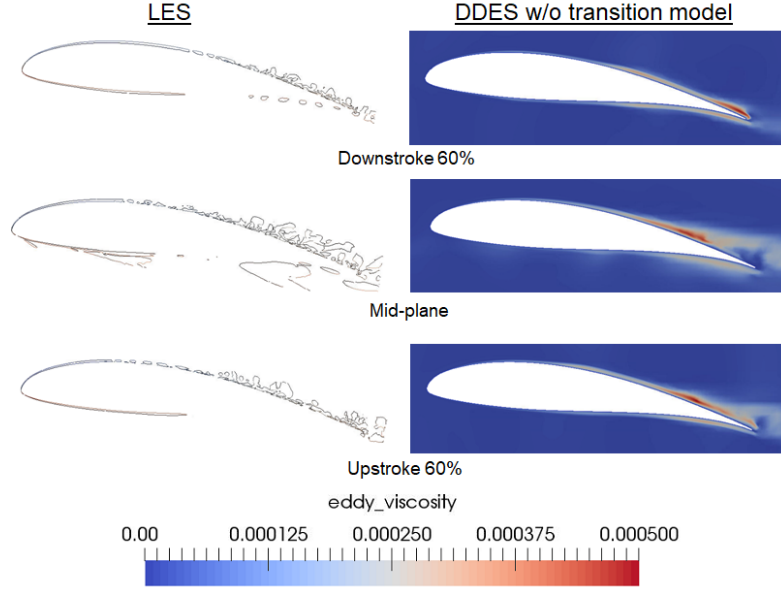 LES
DDES w/o transition model
Downstroke 60%
Mid-plane
Upstroke 60%
eddy_viscosity
0.00 0.000125 0.000250 0.000375 0.000500